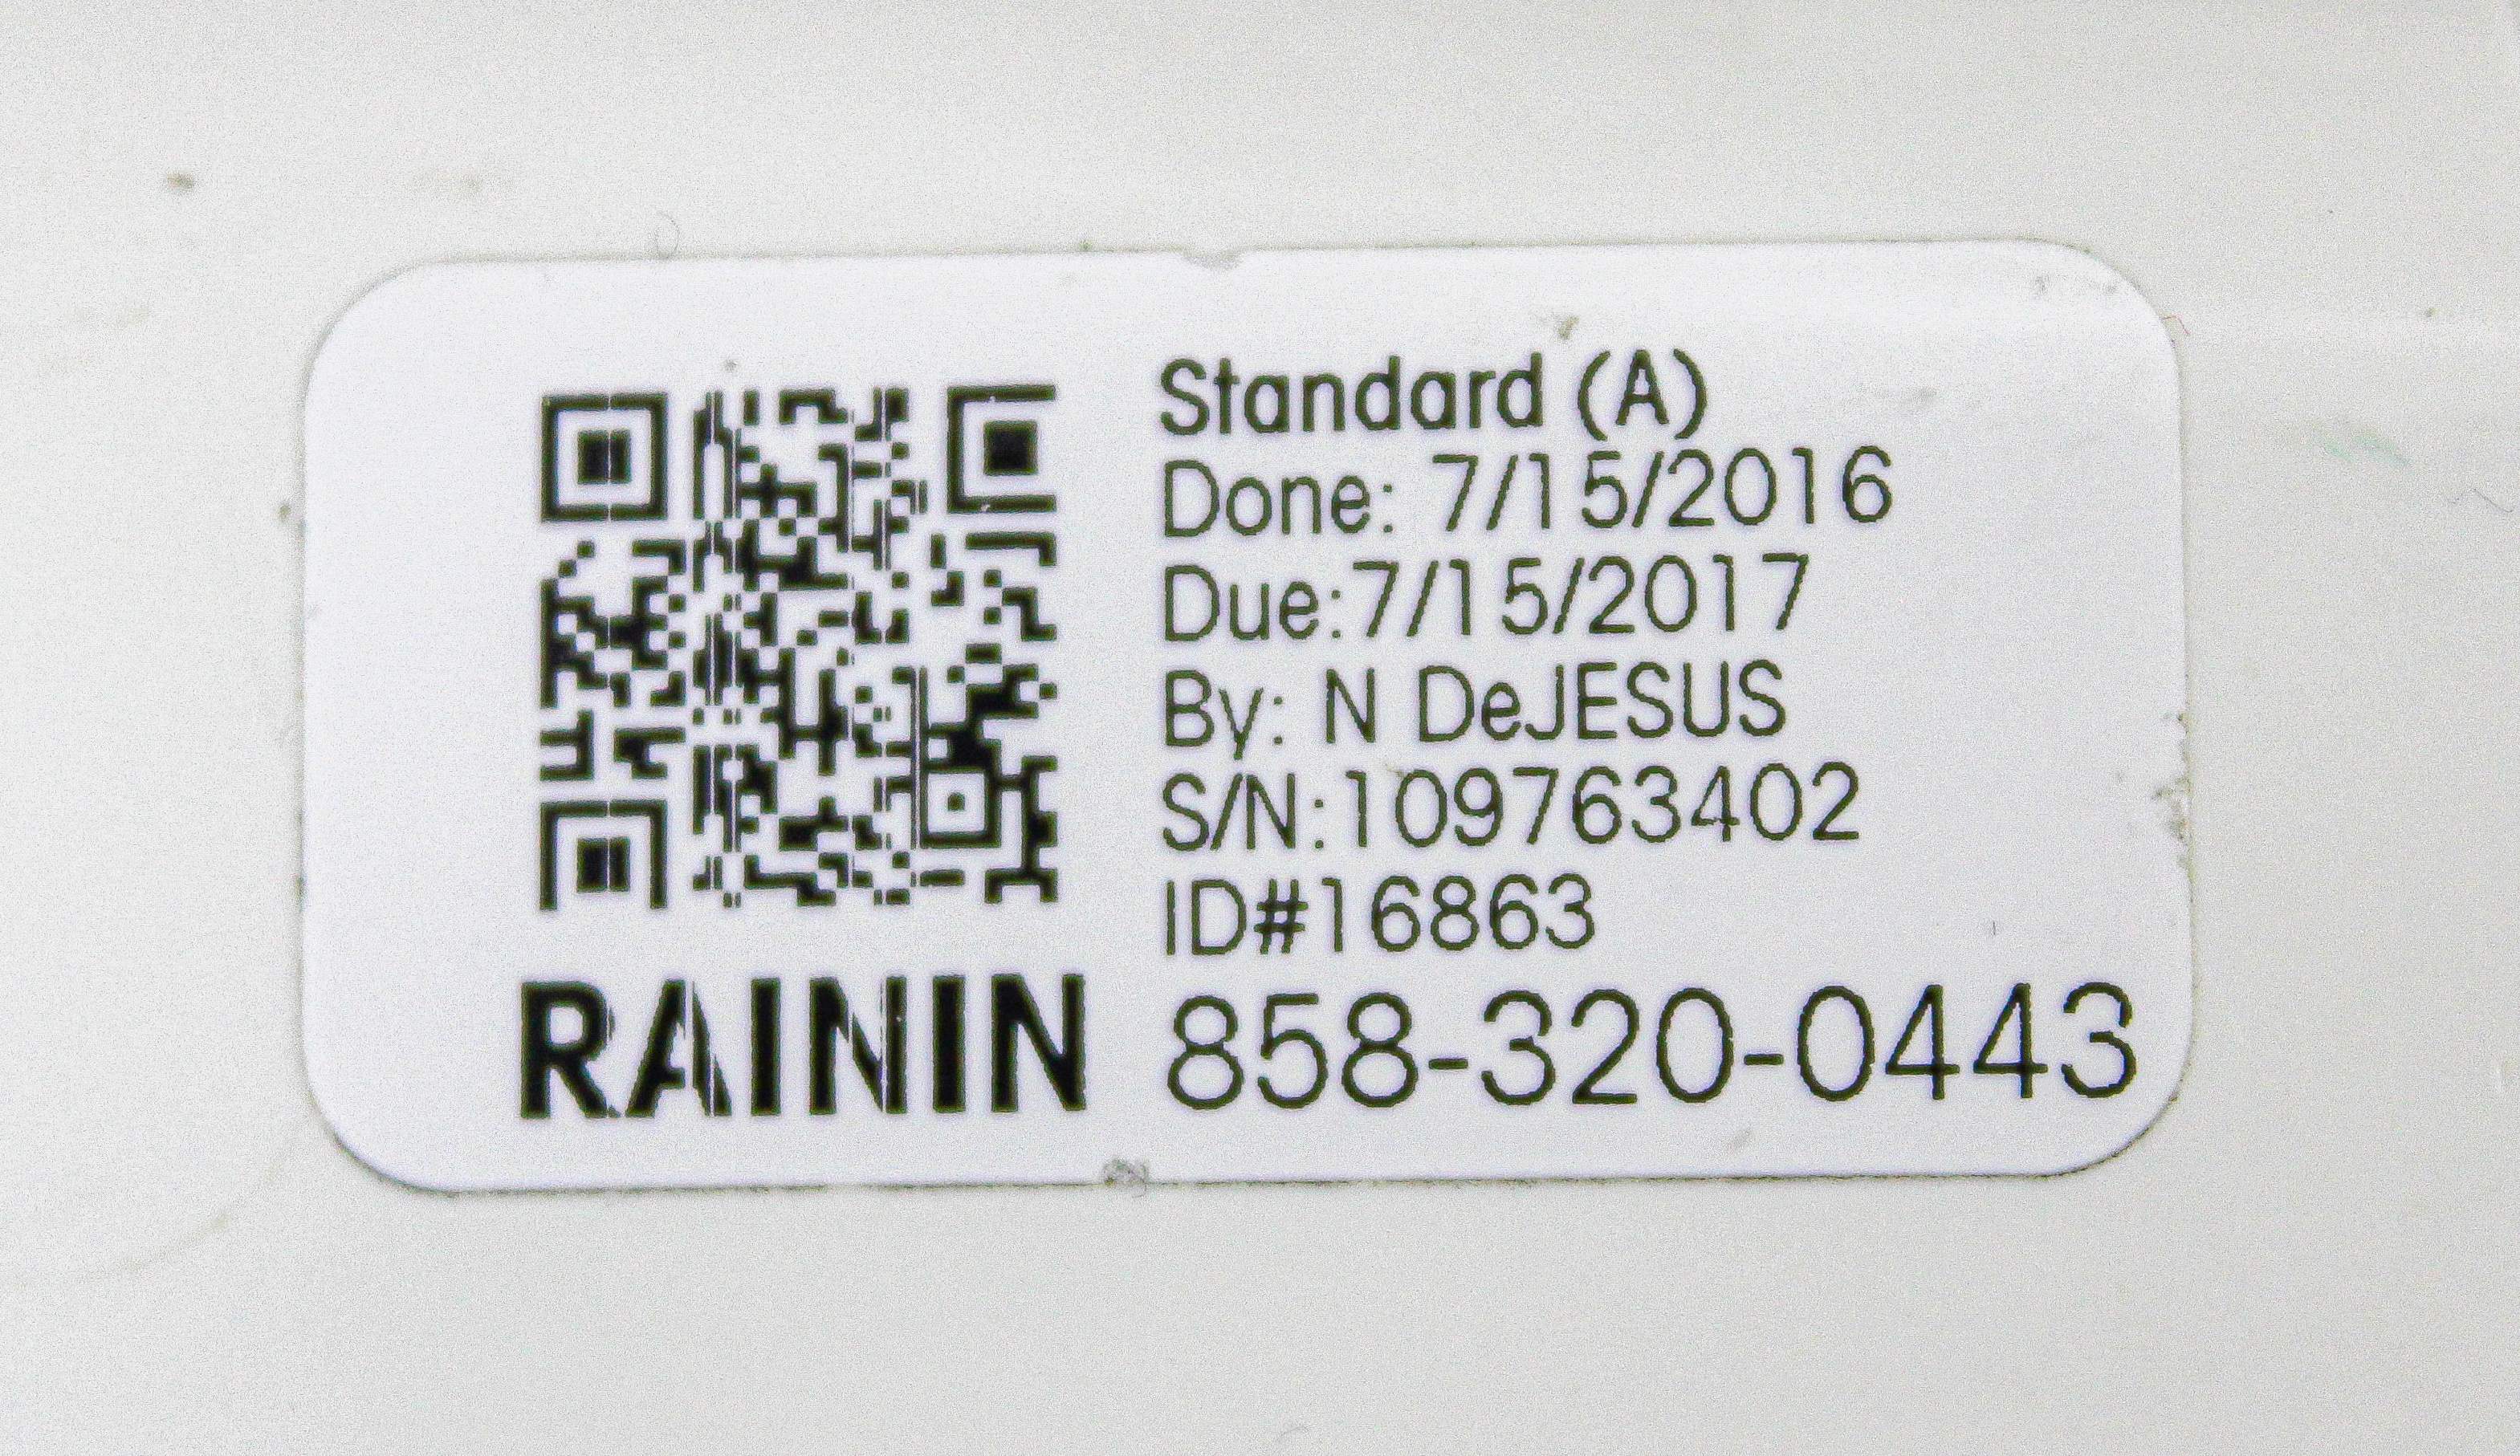 Standard (A)
Done: 7/15/2016
Due:7/15/2017
By: N DeJESUS
S/N:109763402
ID#16863
RAININ 858-320-0443